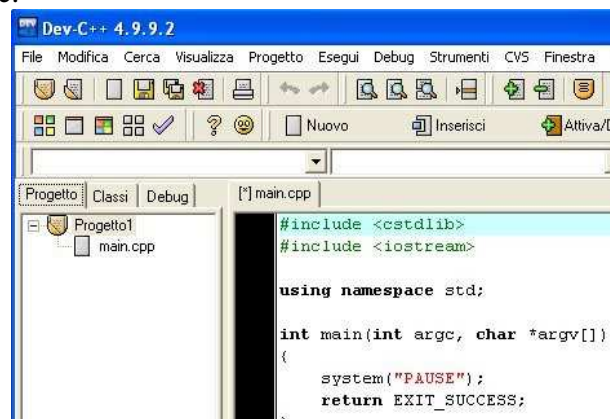 Dev-C++ 4.9.9.2
File Modifica Cerca Visualizza Progetto Esegui Debug Strumenti CVS Finestra
Nuovo Inserisci Attiva/D
Progetto Classi Debug [*] main.cpp
Progetto1
main.cpp
#include <cstdlib>
#include <iostream>
using namespace std;
int main(int argc, char *argv[])
{
system("PAUSE");
return EXIT_SUCCESS;